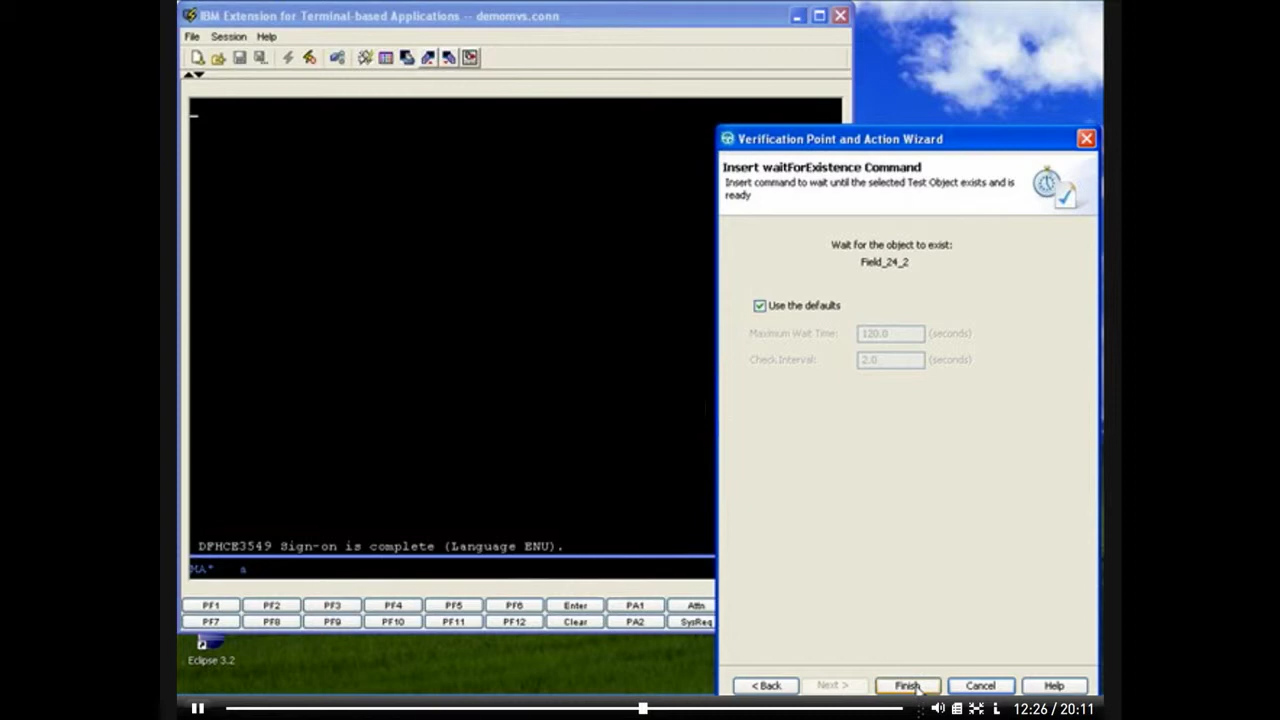 IBM Extension for Terminal-based Applications -- demomvs.conn
File Session Help
Verification Point and Action Wizard
Insert waitForExistence Command
Insert command to wait until the selected Test Object exists and is
ready
Wait for the object to exist:
Field_24_2
Use the defaults
Maximum Wait Time: 120.0 (seconds)
Check Interval: 2.0 (seconds)
DFHCE3549 Sign-on is complete (Language ENU).
MA* a
PF1 PF2 PF3 PF4 PF5 PF6 Enter PA1 Attn
PF7 PF8 PF9 PF10 PF11 PF12 Clear PA2 SysReq
Eclipse 3.2
< Back Next > Finish Cancel Help
12:26 / 20:11